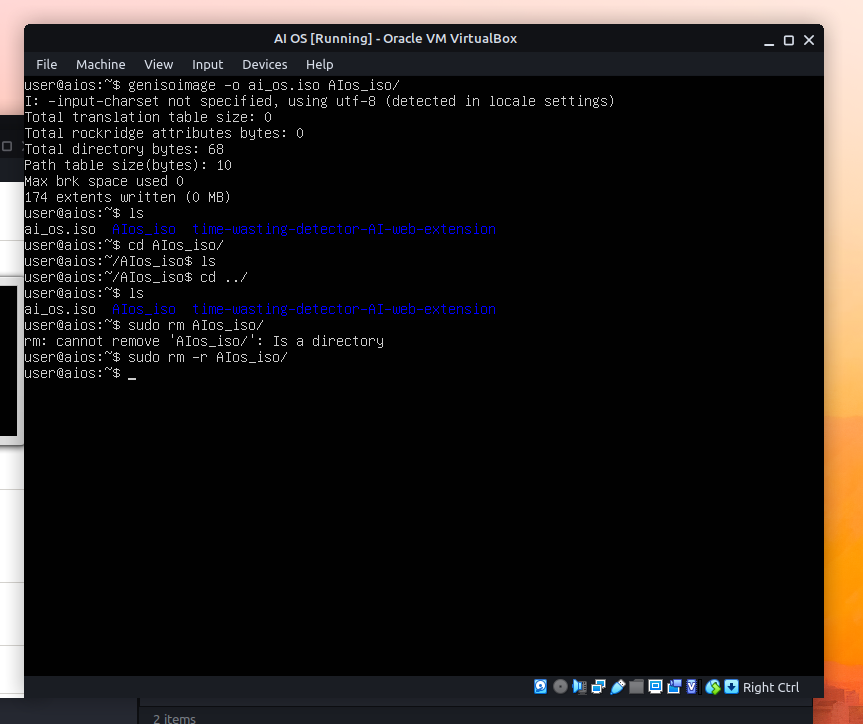 AI OS [Running] - Oracle VM VirtualBox
File Machine View Input Devices Help
user@aios:~$ genisoimage -o ai_os.iso AIos_iso/
I: -input-charset not specified, using utf-8 (detected in locale settings)
Total translation table size: 0
Total rockridge attributes bytes: 0
Total directory bytes: 68
Path table size(bytes): 10
Max brk space used 0
174 extents written (0 MB)
user@aios:~$ ls
ai_os.iso AIos_iso time-wasting-detector-AI-web-extension
user@aios:~$ cd AIos_iso/
user@aios:~/AIos_iso$ ls
user@aios:~/AIos_iso$ cd ../
user@aios:~$ ls
ai_os.iso AIos_iso time-wasting-detector-AI-web-extension
user@aios:~$ sudo rm AIos_iso/
rm: cannot remove 'AIos_iso/': Is a directory
user@aios:~$ sudo rm -r AIos_iso/
user@aios:~$ _
Right Ctrl
2 items